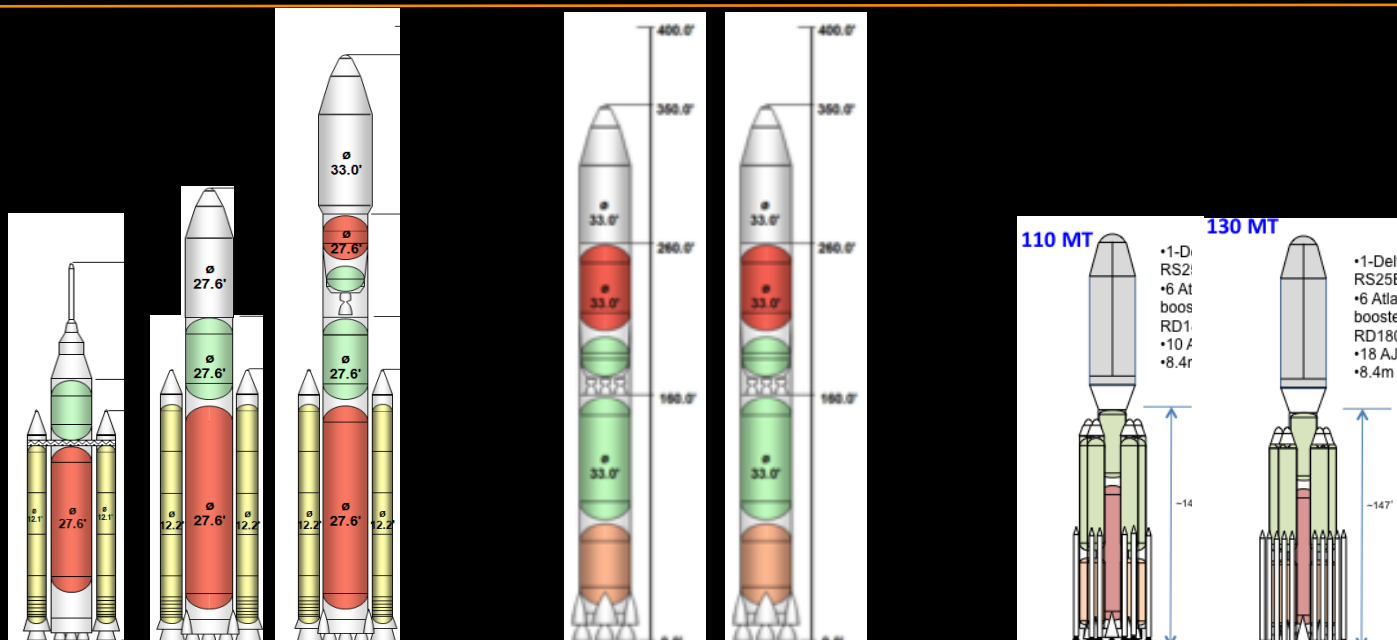 ø
12.1'
ø
27.6'
ø
12.1'
ø
27.6'
ø
27.6'
ø
12.2'
ø
27.6'
ø
12.2'
ø
33.0'
ø
27.6'
ø
27.6'
ø
12.2'
ø
27.6'
ø
12.2'
400.0'
350.0'
ø
33.0'
260.0'
ø
33.0'
160.0'
ø
33.0'
400.0'
350.0'
ø
33.0'
260.0'
ø
33.0'
160.0'
ø
33.0'
110 MT
•1-De
RS25
•6 At
boos
RD18
•10 A
•8.4m
~14
130 MT
•1-Del
RS25E
•6 Atla
booste
RD180
•18 AJ
•8.4m
~147'